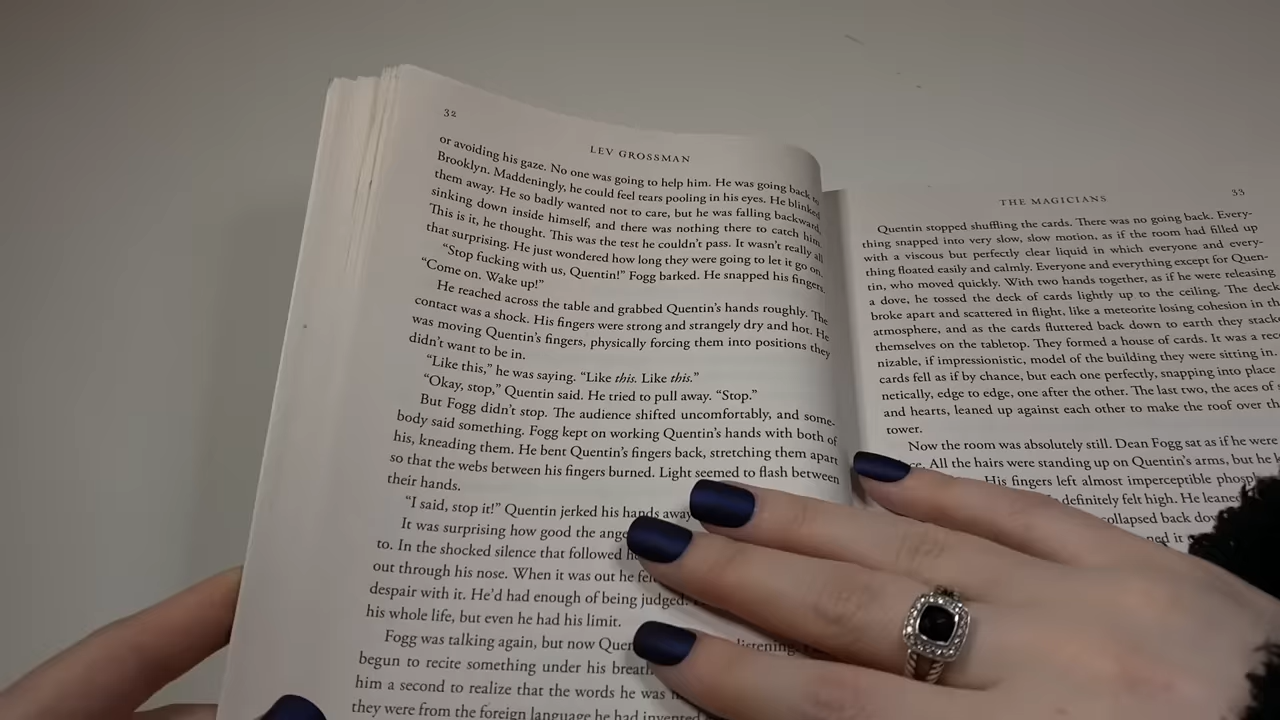 32
LEV GROSSMAN
or avoiding his gaze. No one was going to help him. He was going back to
Brooklyn. Maddeningly, he could feel tears pooling in his eyes. He blinked
them away. He so badly wanted not to care, but he was falling backward,
sinking down inside himself, and there was nothing there to catch him.
This is it, he thought. This was the test he couldn't pass. It wasn't really all
that surprising. He just wondered how long they were going to let it go on.
“Stop fucking with us, Quentin!” Fogg barked. He snapped his fingers.
“Come on. Wake up!”
He reached across the table and grabbed Quentin's hands roughly. The
contact was a shock. His fingers were strong and strangely dry and hot. He
was moving Quentin's fingers, physically forcing them into positions they
didn't want to be in.
“Like this,” he was saying. “Like this. Like this.”
“Okay, stop,” Quentin said. He tried to pull away. “Stop.”
But Fogg didn't stop. The audience shifted uncomfortably, and some-
body said something. Fogg kept on working Quentin's hands with both of
his, kneading them. He bent Quentin's fingers back, stretching them apart
so that the webs between his fingers burned. Light seemed to flash between
their hands.
“I said, stop it!” Quentin jerked his hands away
It was surprising how good the
to. In the shocked silence that followed
out through his nose. When it was out he
despair with it. He'd had enough of being judged.
his whole life, but even he had his limit.
Fogg was talking again, but now listening.
begun to recite something under his
him a second to realize that the words he was
they were from the foreign language he had invented
THE MAGICIANS
33
Quentin stopped shuffling the cards. There was no going back. Every-
thing snapped into very slow, slow motion, as if the room had filled up
with a viscous but perfectly clear liquid in which everyone and every-
thing floated easily and calmly. Everyone and everything except for Quen-
tin, who moved quickly. With two hands together, as if he were releasing
a dove, he tossed the deck of cards lightly up to the ceiling. The deck
broke apart and scattered in flight, like a meteorite losing cohesion in the
atmosphere, and as the cards fluttered back down to earth they
themselves on the tabletop. They formed a house of cards. It was a
nizable, if impressionistic, model of the building they were sitting in.
cards fell as if by chance, but each one perfectly, snapping into place
netically, edge to edge, one after the other. The last two, the aces of
and hearts, leaned up against each other to make the roof over
tower.
Now the room was absolutely still. Dean Fogg sat as if he were
All the hairs were standing up on Quentin's arms, but he
His fingers left almost imperceptible
definitely felt high. He
collapsed back
it